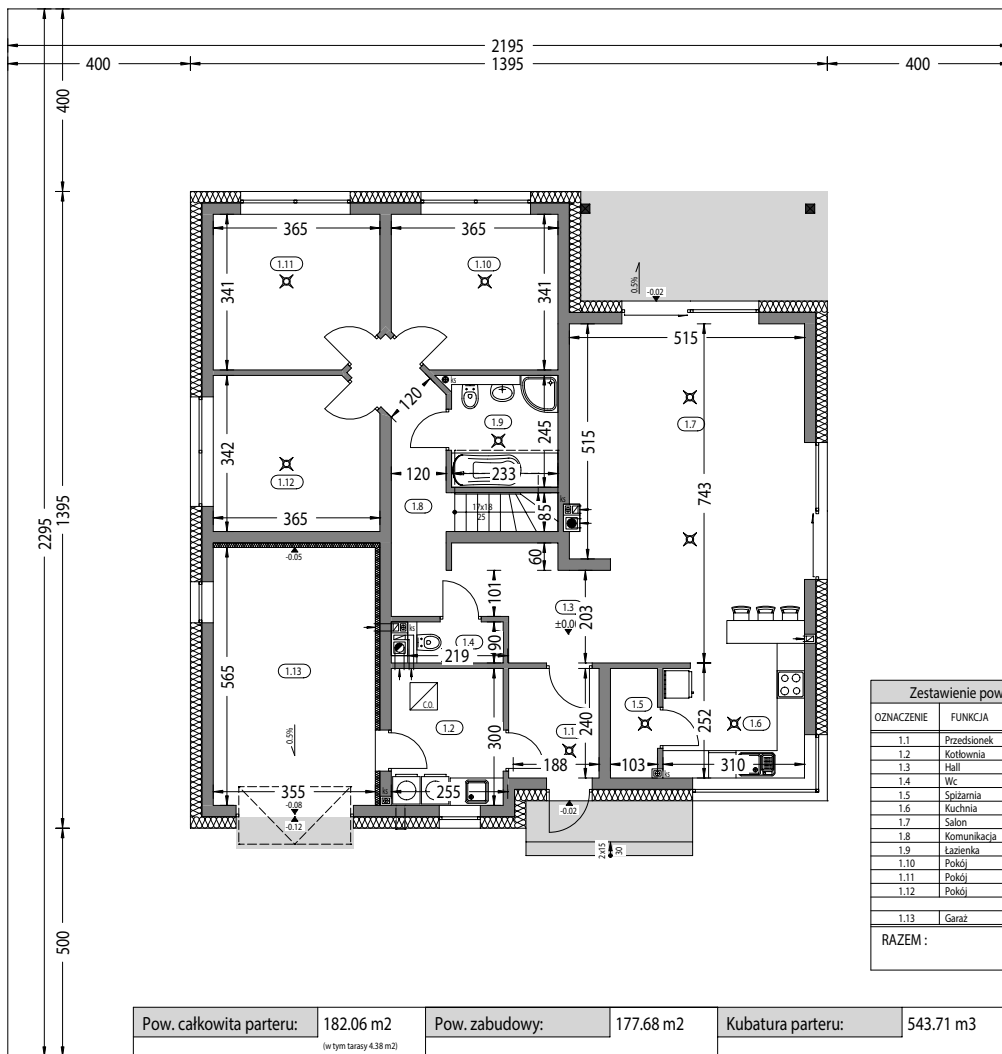 2195
400 1395 400
400
365 365
1.11 1.10
341 341
0.5%
-0.02
515
ks
120
1.9
1.7
245
342
515
1.12
120 233
743
1.8
17x18
25
85
ks
365
-0.05
60
2295
1395
101
1.3
±0.00
203
ks
1.4
90
219
565
1.13
C.O.
1.2
300
1.1
240
1.5
252
1.6
0.5%
188
103
310
ks
355
ks
255
-0.08
-0.12
-0.02
2x15
30
500
Zestawienie pow
OZNACZENIE FUNKCJA
1.1 Przedsionek
1.2 Kotłownia
1.3 Hall
1.4 Wc
1.5 Spiżarnia
1.6 Kuchnia
1.7 Salon
1.8 Komunikacja
1.9 Łazienka
1.10 Pokój
1.11 Pokój
1.12 Pokój
1.13 Garaż
RAZEM :
Pow. całkowita parteru: 182.06 m2 Pow. zabudowy: 177.68 m2 Kubatura parteru: 543.71 m3
(w tym tarasy 4.38 m2)